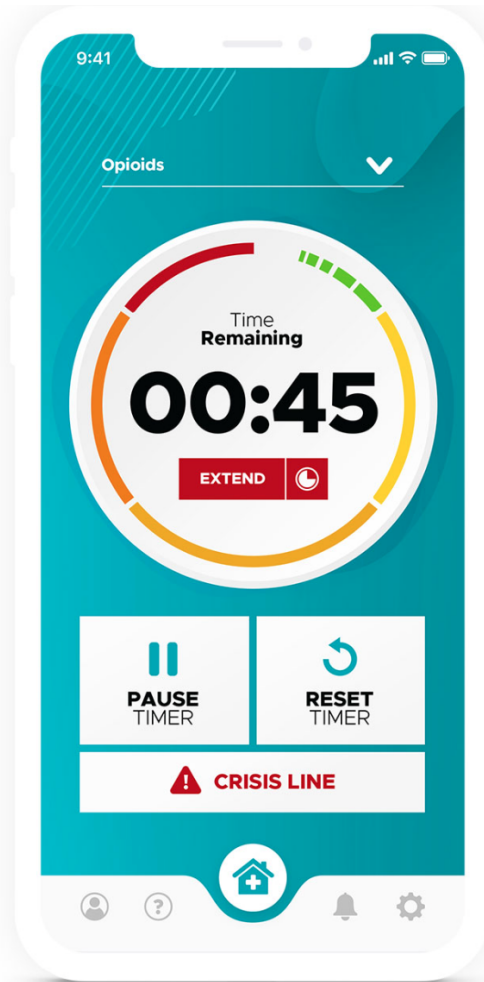 9:41
Opioids
Time
Remaining
00:45
EXTEND
PAUSE
TIMER
RESET
TIMER
CRISIS LINE